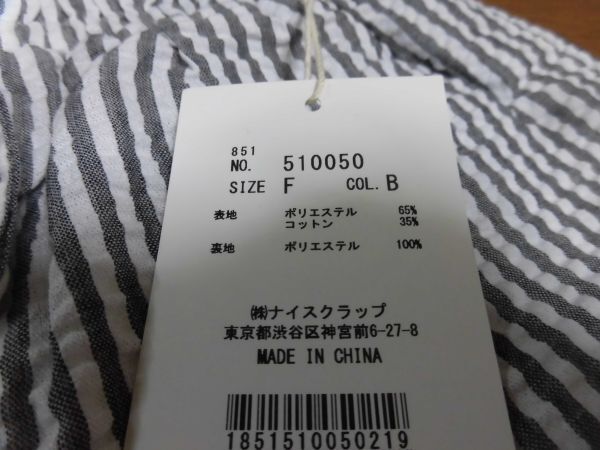 851
NO. 510050
SIZE F COL. B
表地 ポリエステル 65%
コットン 35%
裏地 ポリエステル 100%
㈱ナイスクラップ
東京都渋谷区神宮前6-27-8
MADE IN CHINA
1851510050219